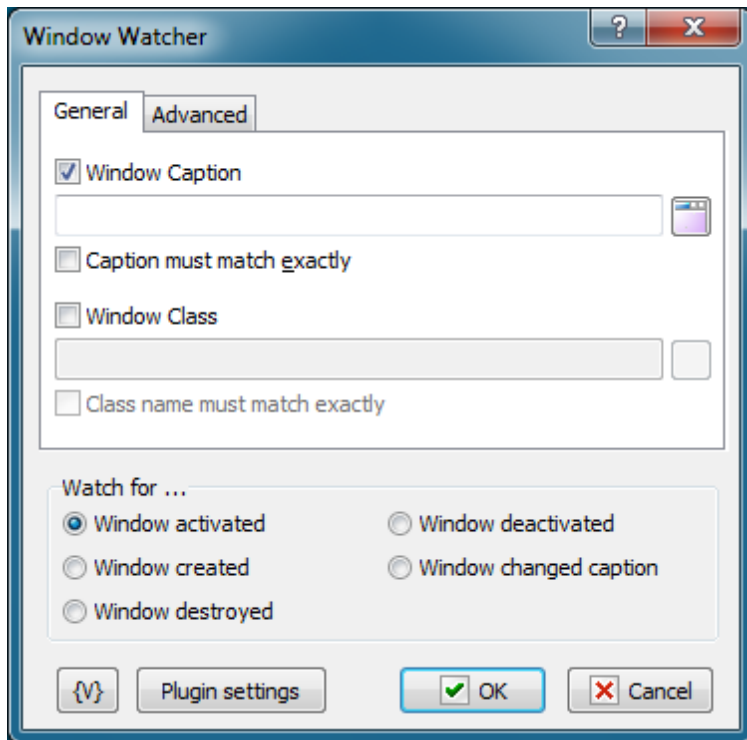 Window Watcher
?
General Advanced
Window Caption
Caption must match exactly
Window Class
Class name must match exactly
Watch for ...
Window activated Window deactivated
Window created Window changed caption
Window destroyed
{V} Plugin settings OK Cancel